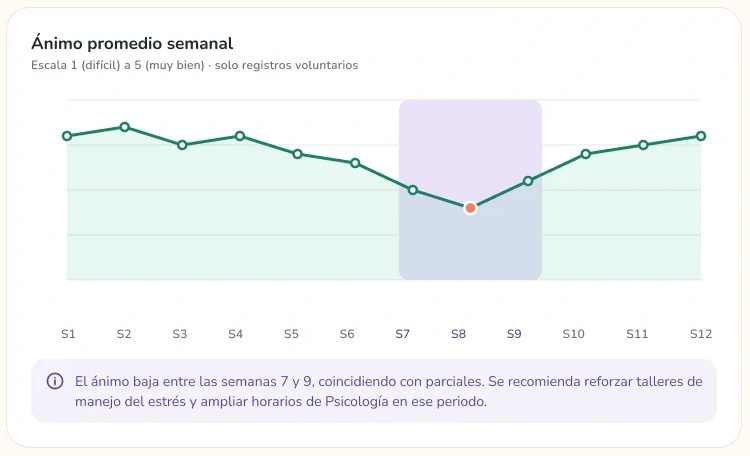 Ánimo promedio semanal
Escala 1 (difícil) a 5 (muy bien) · solo registros voluntarios
S1 S2 S3 S4 S5 S6 S7 S8 S9 S10 S11 S12
El ánimo baja entre las semanas 7 y 9, coincidiendo con parciales. Se recomienda reforzar talleres de
manejo del estrés y ampliar horarios de Psicología en ese periodo.